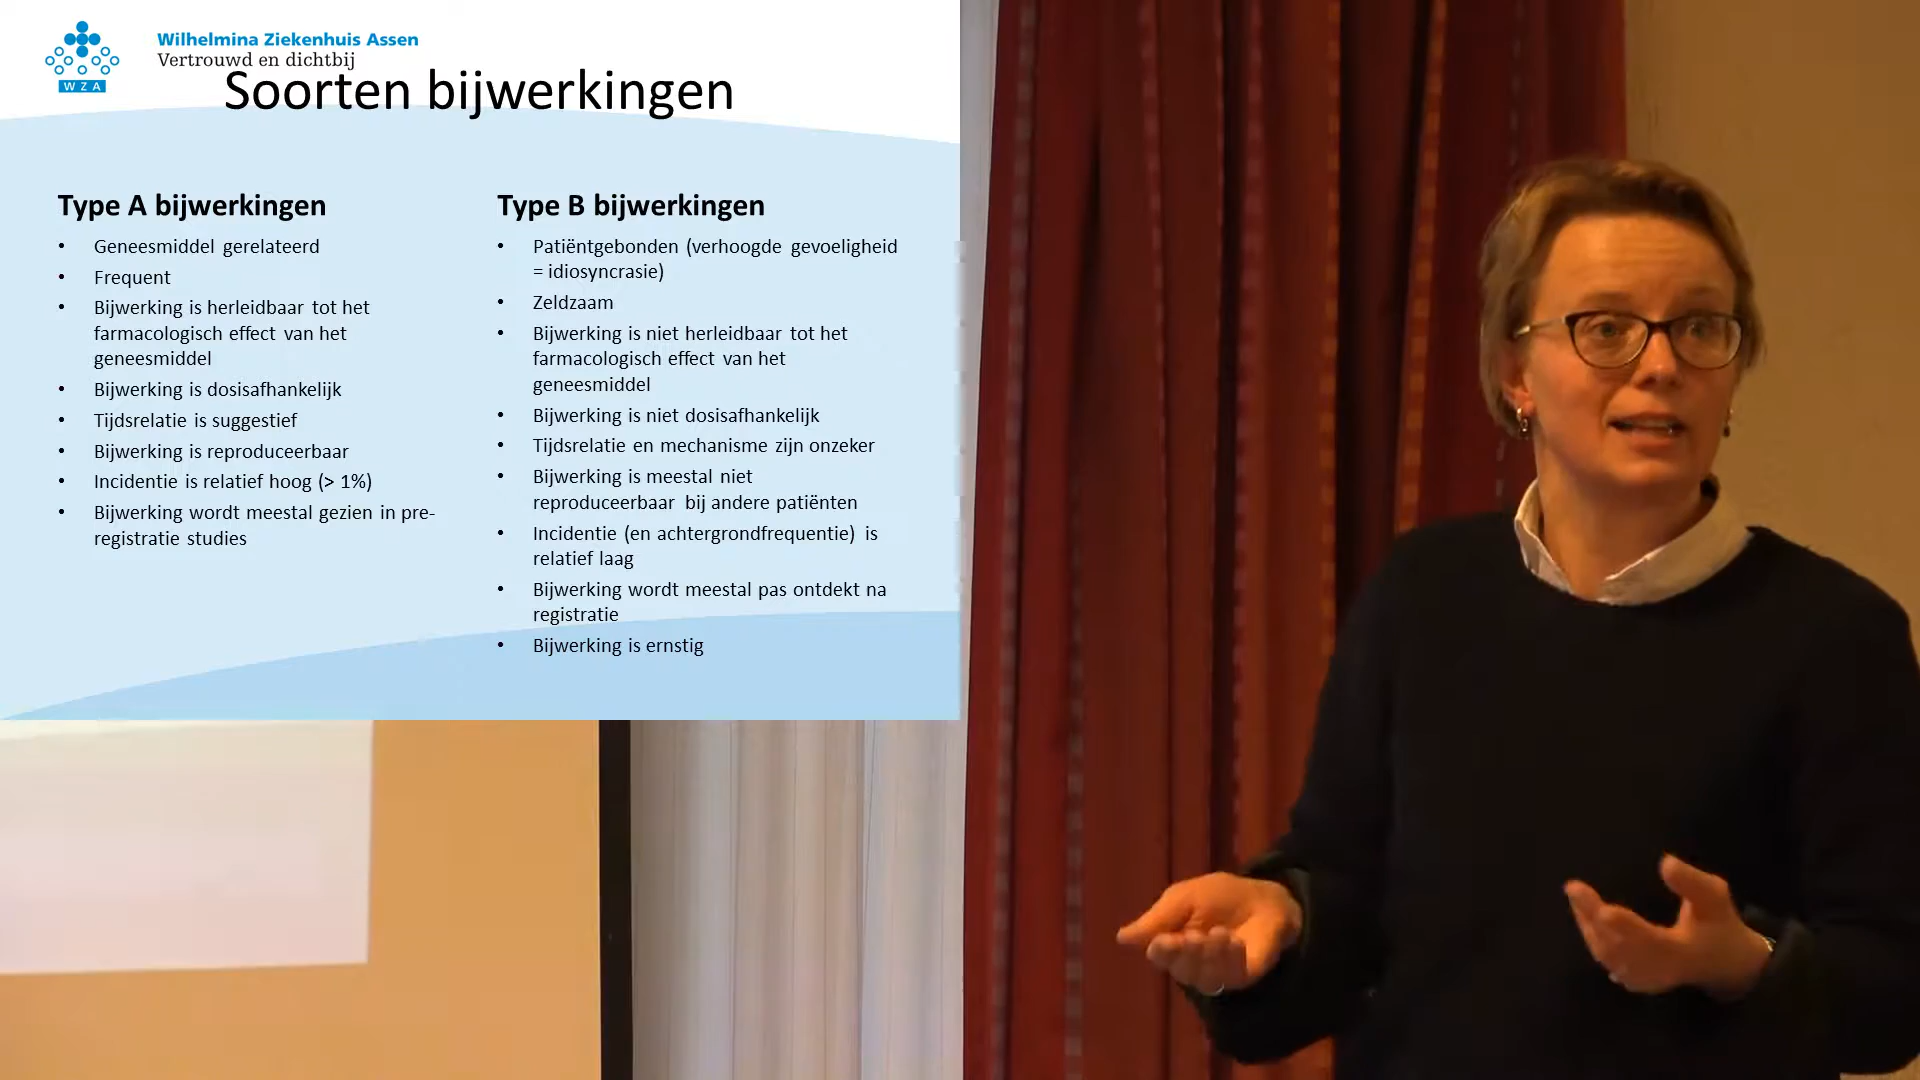 Wilhelmina Ziekenhuis Assen
Vertrouwd en dichtbij
W Z A
Soorten bijwerkingen
Type A bijwerkingen
• Geneesmiddel gerelateerd
• Frequent
• Bijwerking is herleidbaar tot het
farmacologisch effect van het
geneesmiddel
• Bijwerking is dosisafhankelijk
• Tijdsrelatie is suggestief
• Bijwerking is reproduceerbaar
• Incidentie is relatief hoog (> 1%)
• Bijwerking wordt meestal gezien in pre-
registratie studies
Type B bijwerkingen
• Patiëntgebonden (verhoogde gevoeligheid
= idiosyncrasie)
• Zeldzaam
• Bijwerking is niet herleidbaar tot het
farmacologisch effect van het
geneesmiddel
• Bijwerking is niet dosisafhankelijk
• Tijdsrelatie en mechanisme zijn onzeker
• Bijwerking is meestal niet
reproduceerbaar bij andere patiënten
• Incidentie (en achtergrondfrequentie) is
relatief laag
• Bijwerking wordt meestal pas ontdekt na
registratie
• Bijwerking is ernstig